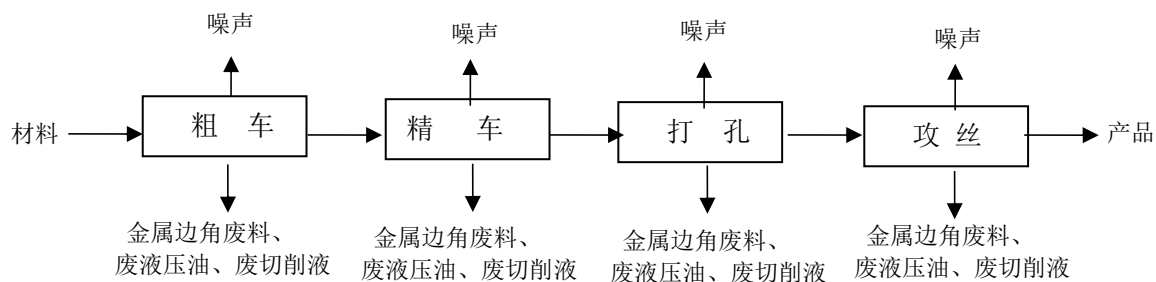 噪声
噪声
噪声
噪声
材料
粗 车
精 车
打 孔
攻 丝
产品
金属边角废料、
废液压油、废切削液
金属边角废料、
废液压油、废切削液
金属边角废料、
废液压油、废切削液
金属边角废料、
废液压油、废切削液